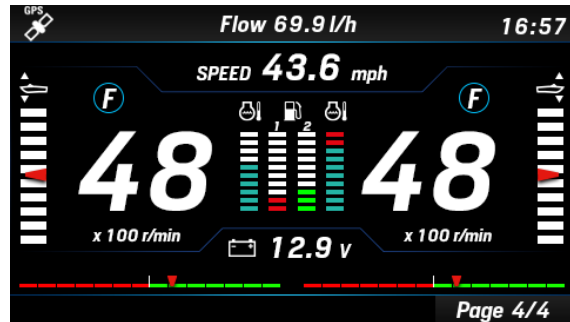 GPS
Flow 69.9 l/h
16:57
SPEED 43.6 mph
F
F
1 2
48
48
x 100 r/min
x 100 r/min
12.9 V
Page 4/4